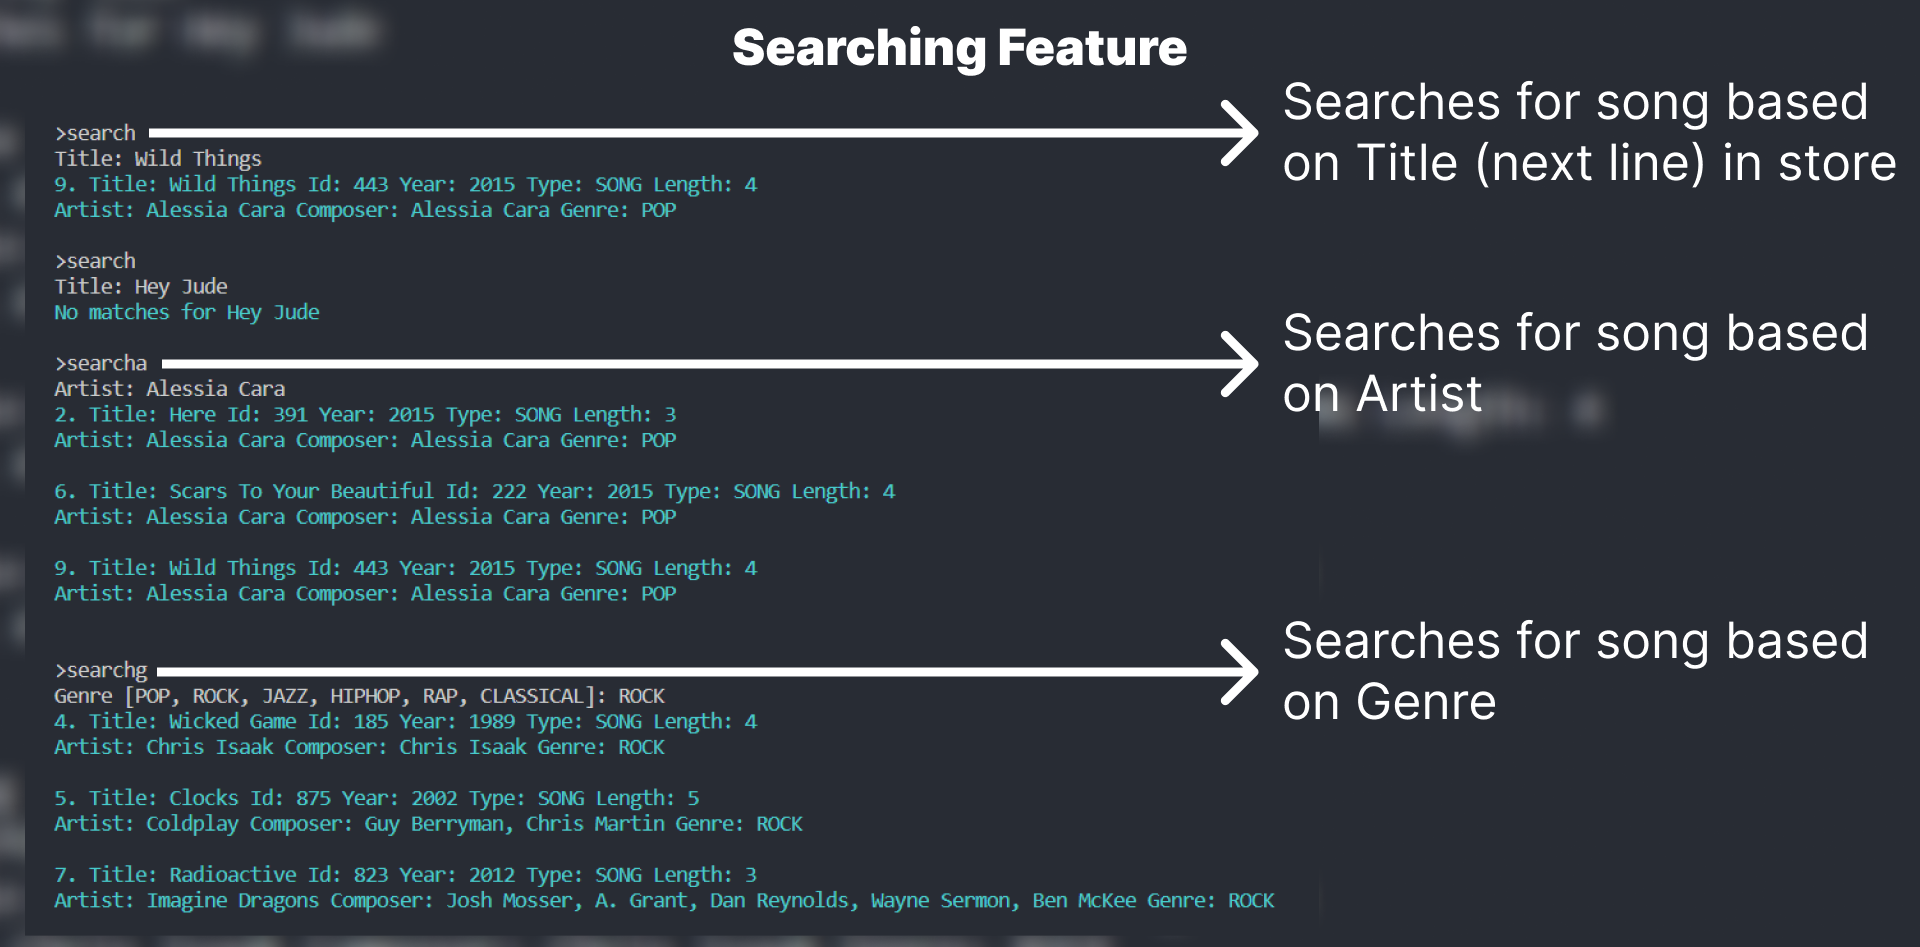 Searching Feature
>search
Searches for song based
on Title (next line) in store
Title: Wild Things
9. Title: Wild Things Id: 443 Year: 2015 Type: SONG Length: 4
Artist: Alessia Cara Composer: Alessia Cara Genre: POP
>search
Title: Hey Jude
No matches for Hey Jude
>searcha
Searches for song based
on Artist
Artist: Alessia Cara
2. Title: Here Id: 391 Year: 2015 Type: SONG Length: 3
Artist: Alessia Cara Composer: Alessia Cara Genre: POP
6. Title: Scars To Your Beautiful Id: 222 Year: 2015 Type: SONG Length: 4
Artist: Alessia Cara Composer: Alessia Cara Genre: POP
9. Title: Wild Things Id: 443 Year: 2015 Type: SONG Length: 4
Artist: Alessia Cara Composer: Alessia Cara Genre: POP
>searchg
Searches for song based
on Genre
Genre [POP, ROCK, JAZZ, HIPHOP, RAP, CLASSICAL]: ROCK
4. Title: Wicked Game Id: 185 Year: 1989 Type: SONG Length: 4
Artist: Chris Isaak Composer: Chris Isaak Genre: ROCK
5. Title: Clocks Id: 875 Year: 2002 Type: SONG Length: 5
Artist: Coldplay Composer: Guy Berryman, Chris Martin Genre: ROCK
7. Title: Radioactive Id: 823 Year: 2012 Type: SONG Length: 3
Artist: Imagine Dragons Composer: Josh Mosser, A. Grant, Dan Reynolds, Wayne Sermon, Ben McKee Genre: ROCK